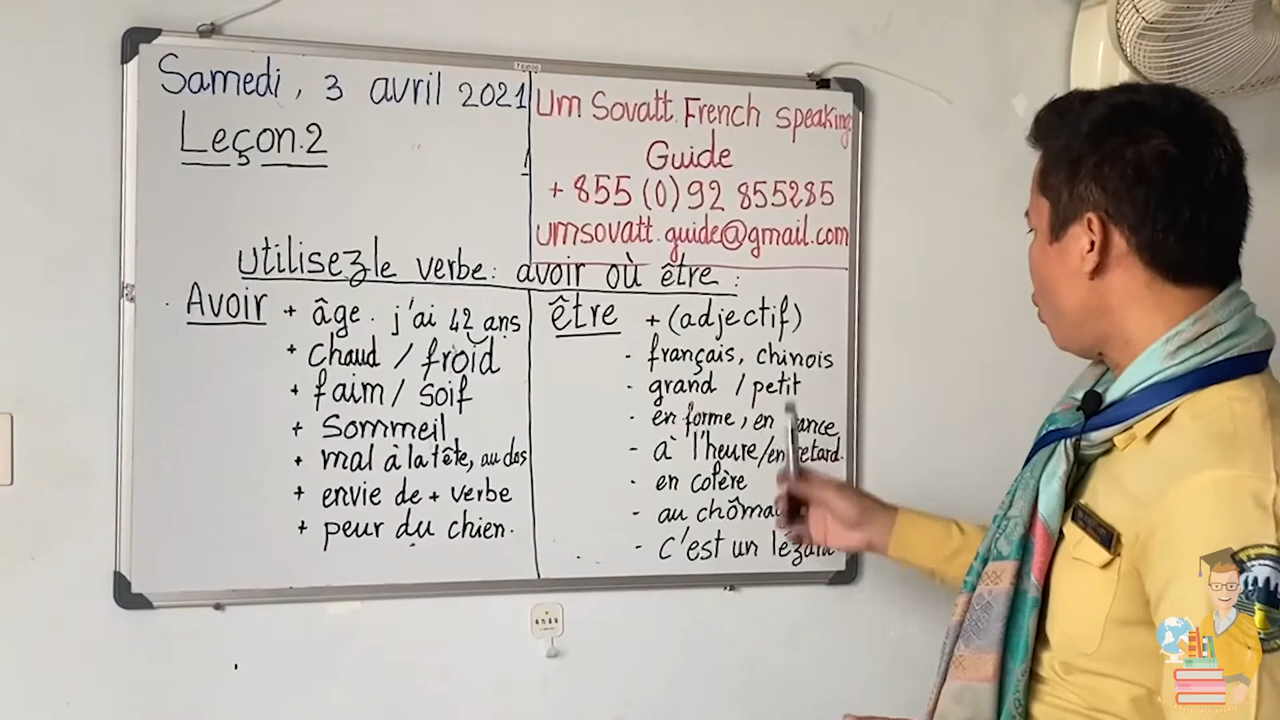 Samedi, 3 avril 2021
Leçon.2
Um Sovatt. French speaking
Guide
+ 855 (0) 92 855285
umsovatt.guide@gmail.com
utilisez le verbe: avoir où être :
Avoir + âge. j'ai 42 ans
+ chaud / froid
+ faim / soif
+ Sommeil
+ mal à la tête, au dos
+ envie de + verbe
+ peur du chien.
être + (adjectif)
- français, chinois
- grand / petit
- en forme, en
- à l'heure/en retard.
- en colère
- au
- c'est un lézard